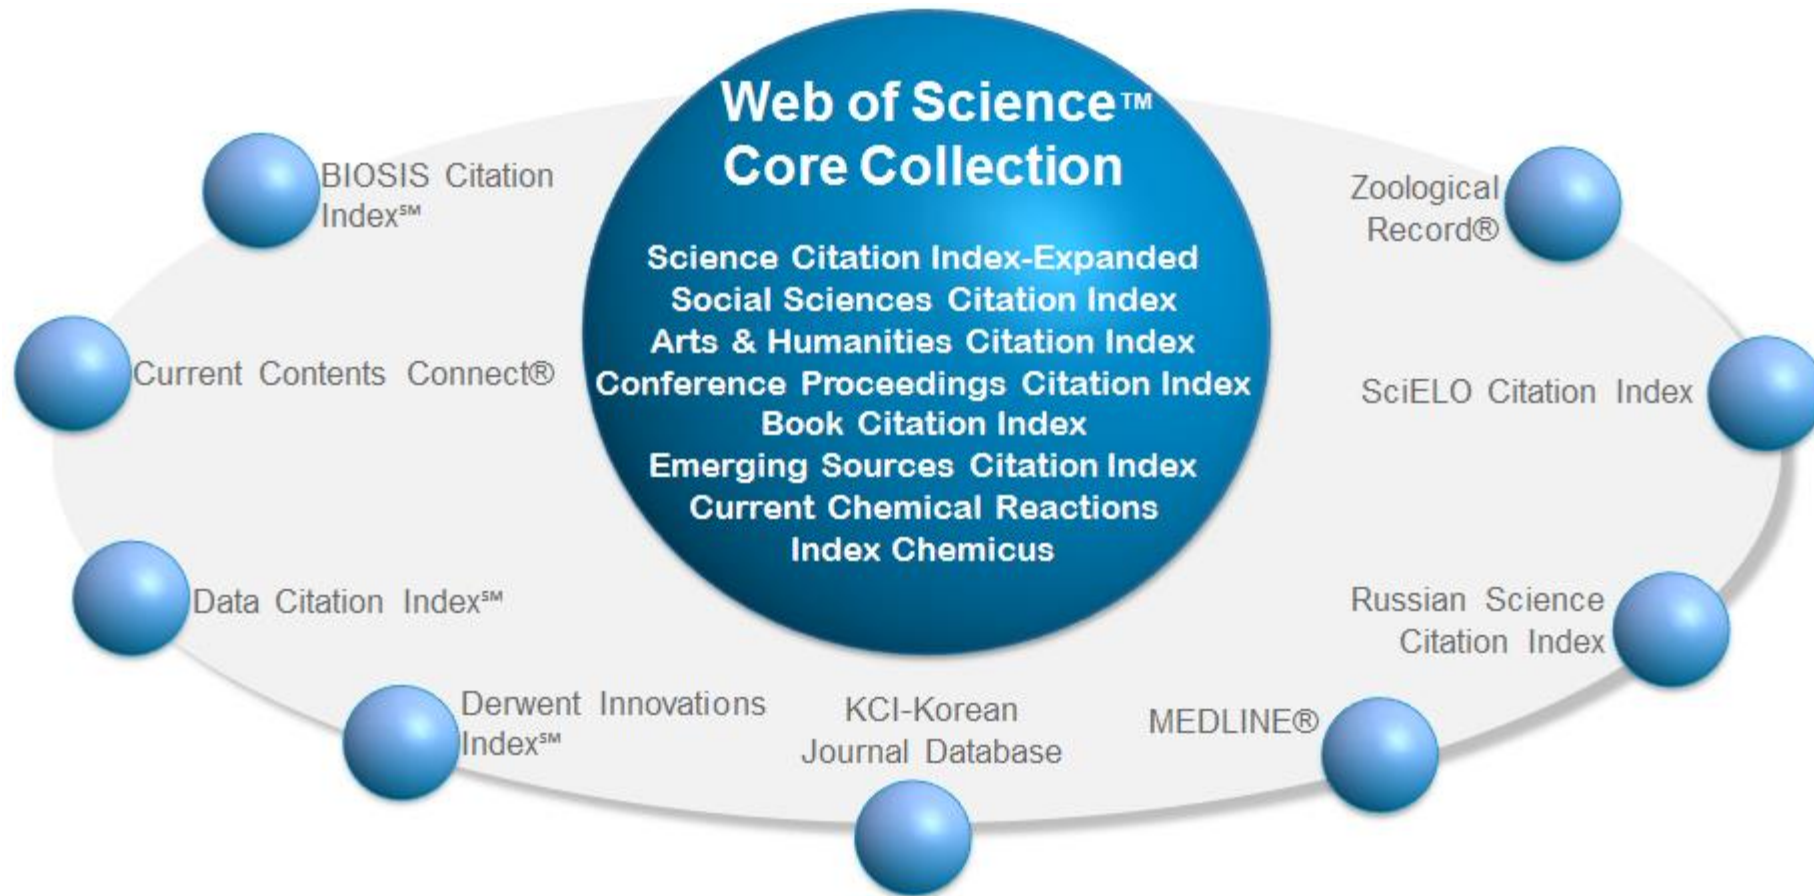 Web of Science™
Core Collection
Science Citation Index-Expanded
Social Sciences Citation Index
Arts & Humanities Citation Index
Conference Proceedings Citation Index
Book Citation Index
Emerging Sources Citation Index
Current Chemical Reactions
Index Chemicus
BIOSIS Citation
Index℠
Current Contents Connect®
Data Citation Index℠
Derwent Innovations
Index℠
KCI-Korean
Journal Database
MEDLINE®
Russian Science
Citation Index
SciELO Citation Index
Zoological
Record®